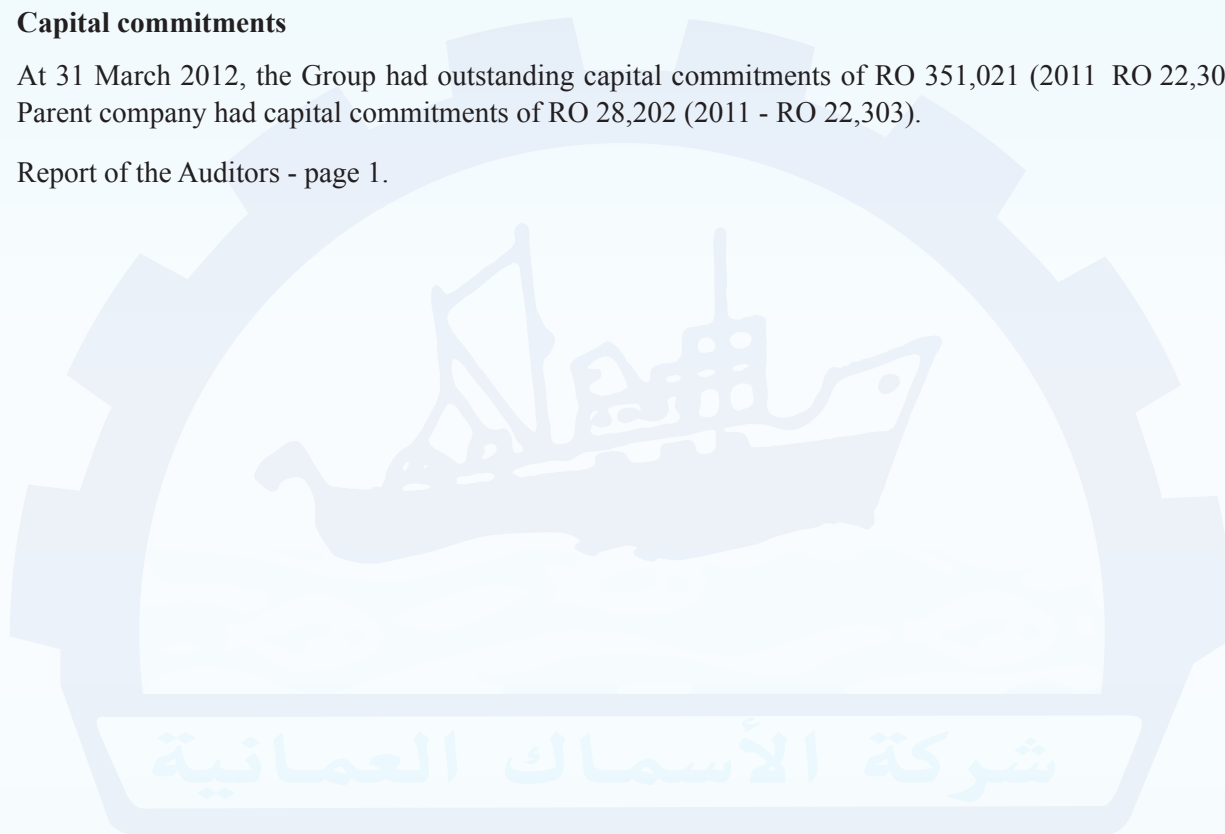 Capital commitments
At 31 March 2012, the Group had outstanding capital commitments of RO 351,021 (2011 RO 22,30
Parent company had capital commitments of RO 28,202 (2011 - RO 22,303).
Report of the Auditors - page 1.
شركة الأسماك العمانية